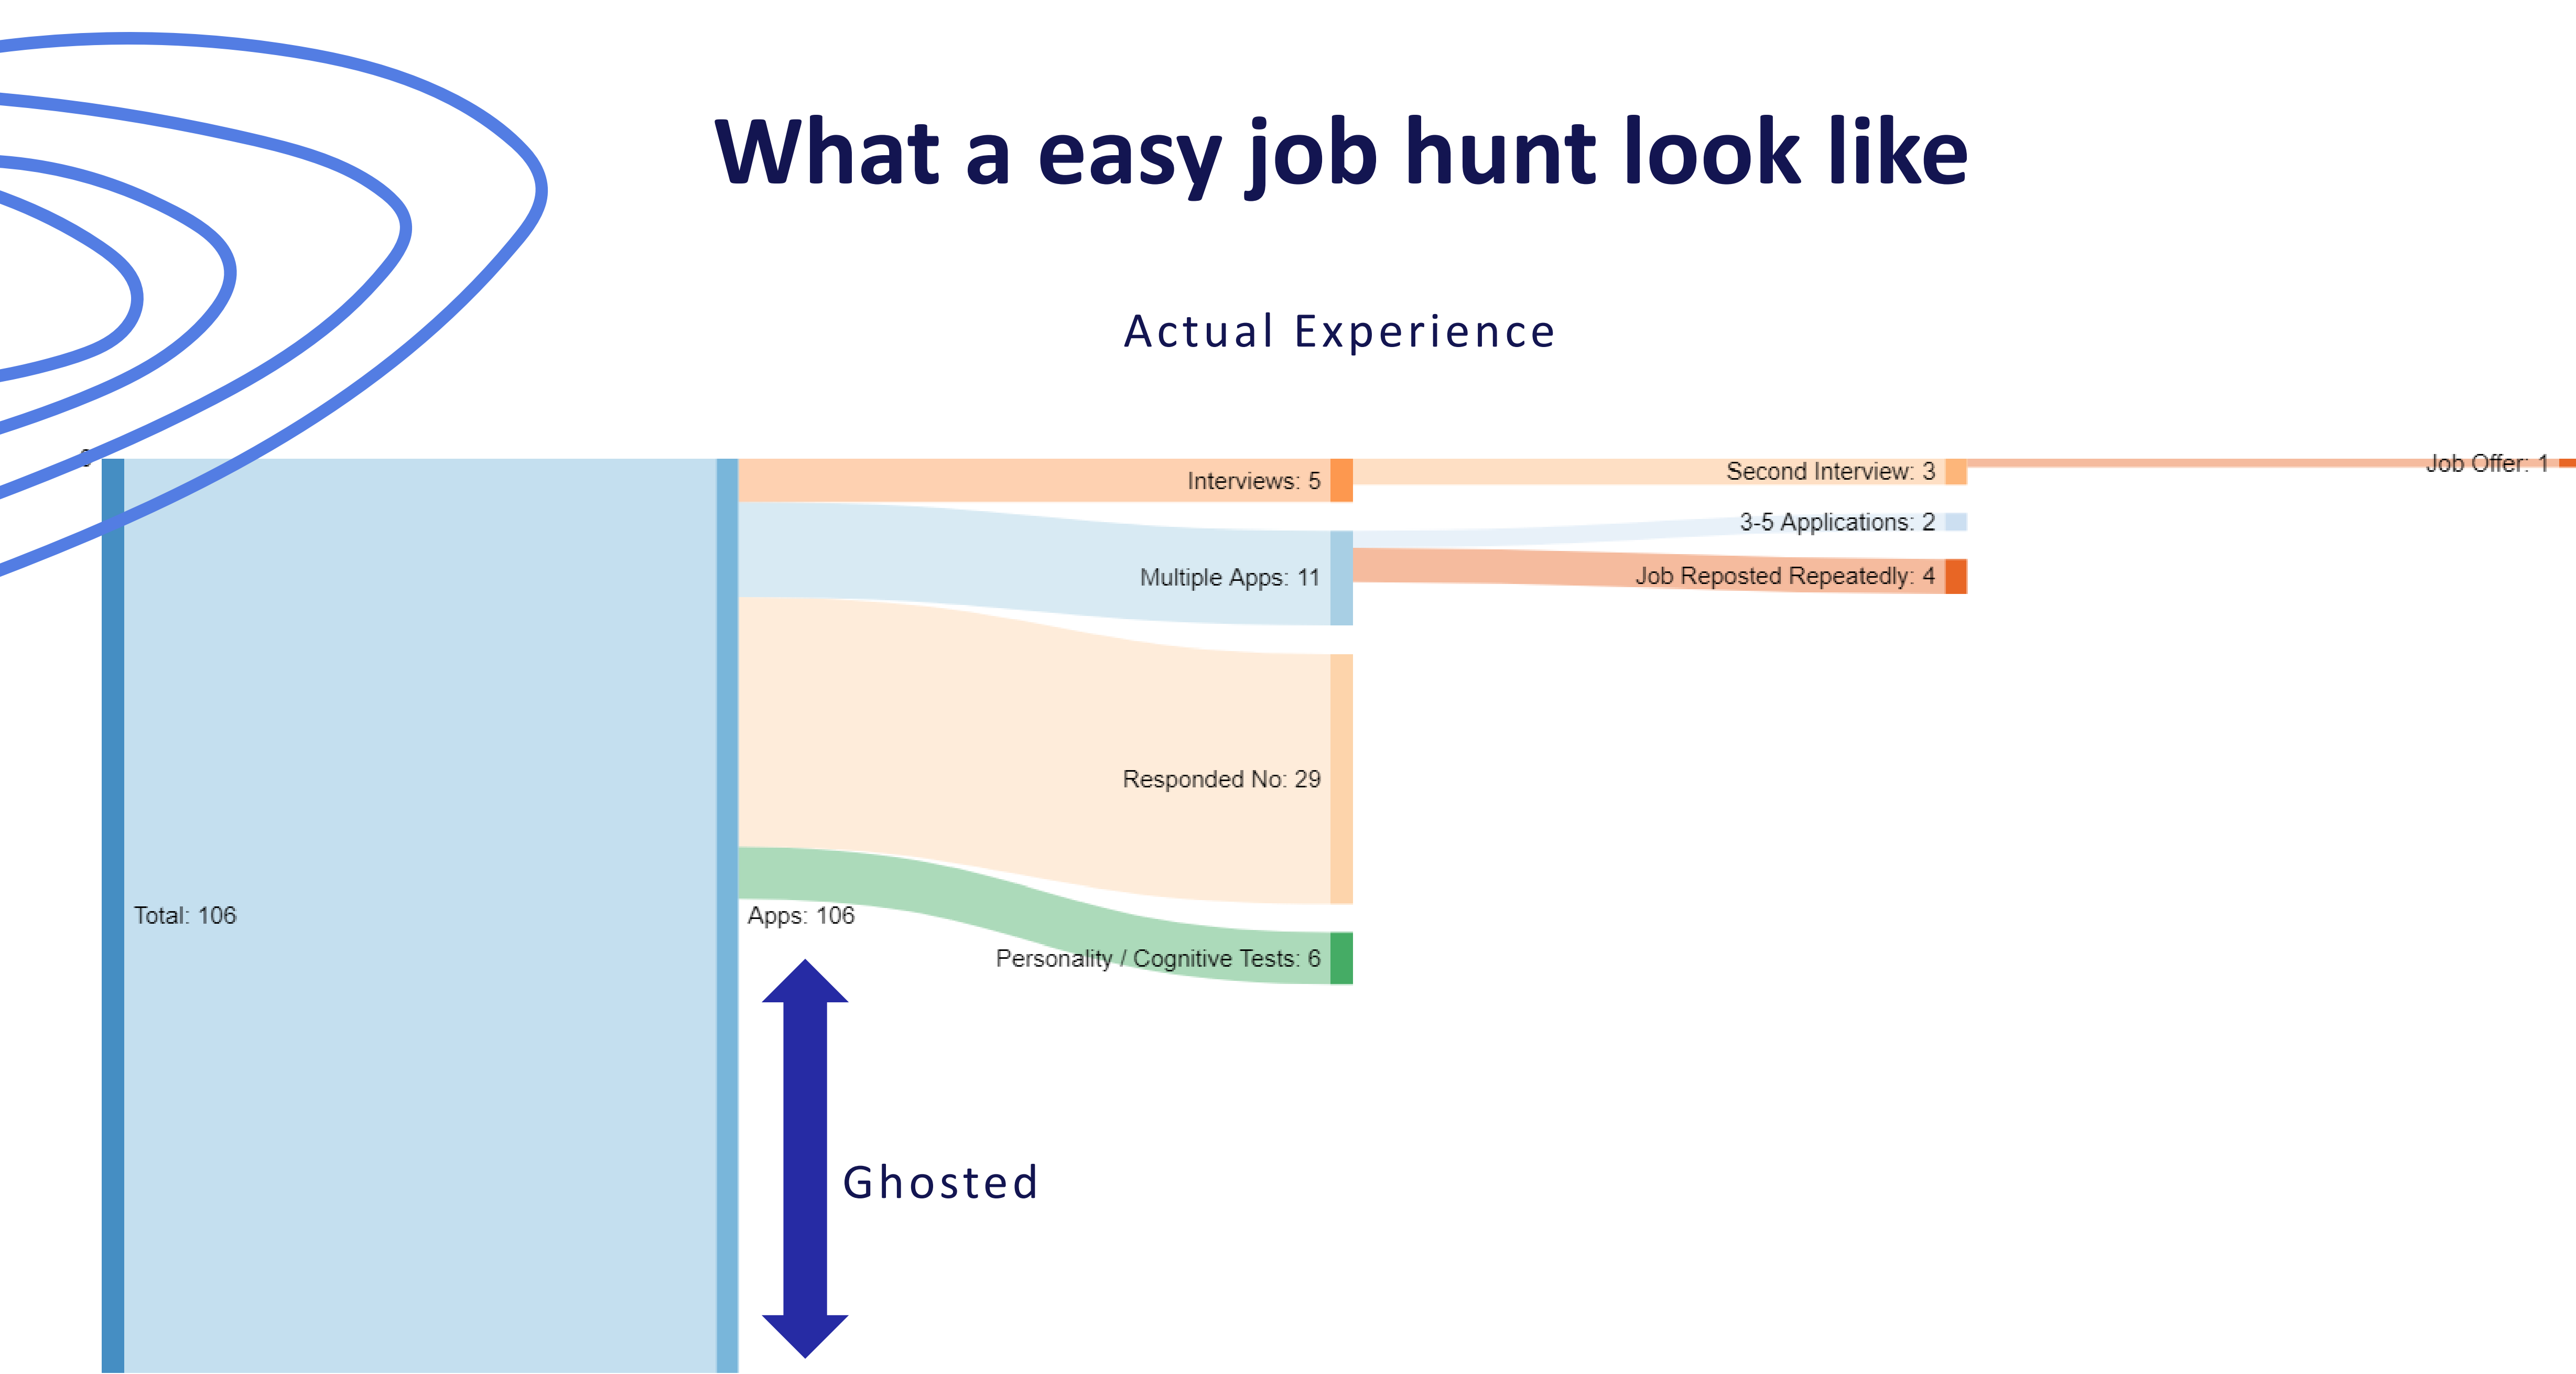 What a easy job hunt look like
Actual Experience
Interviews: 5
Second Interview: 3
Job Offer: 1
3-5 Applications: 2
Multiple Apps: 11
Job Reposted Repeatedly: 4
Responded No: 29
Total: 106
Apps: 106
Personality / Cognitive Tests: 6
Ghosted